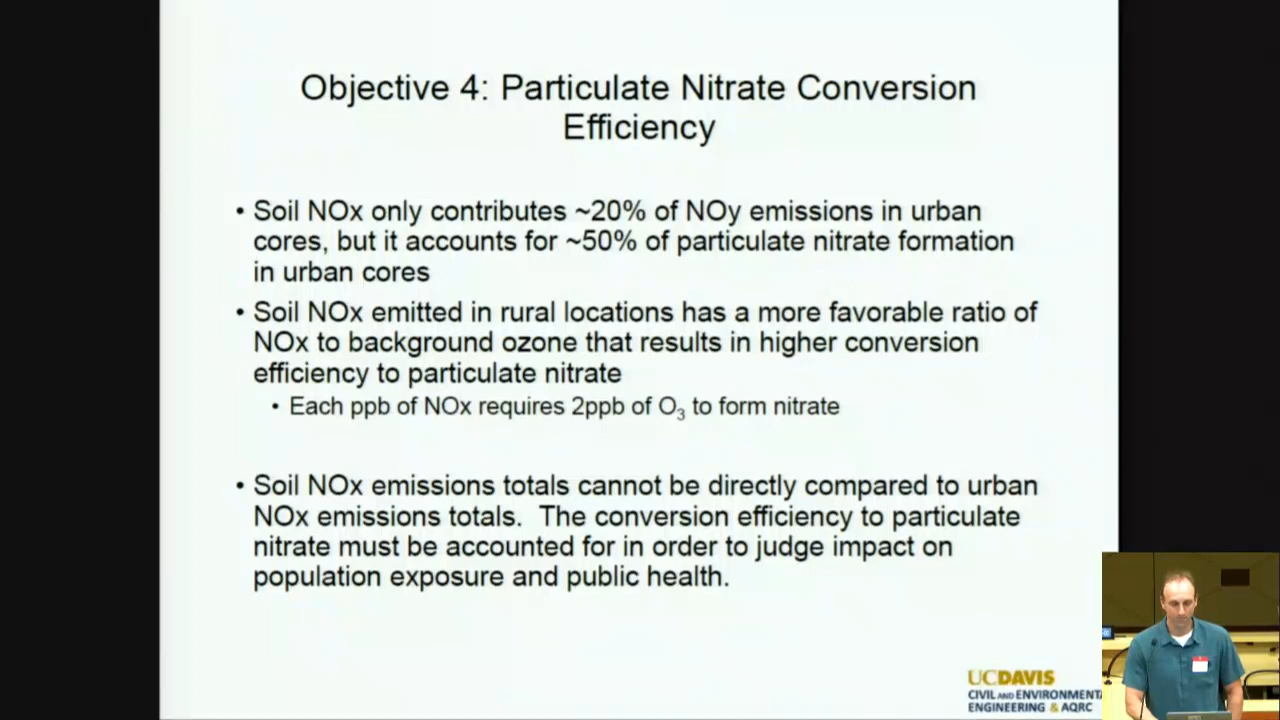 Objective 4: Particulate Nitrate Conversion
Efficiency
• Soil NOx only contributes ~20% of NOy emissions in urban
cores, but it accounts for ~50% of particulate nitrate formation
in urban cores
• Soil NOx emitted in rural locations has a more favorable ratio of
NOx to background ozone that results in higher conversion
efficiency to particulate nitrate
• Each ppb of NOx requires 2ppb of O₃ to form nitrate
• Soil NOx emissions totals cannot be directly compared to urban
NOx emissions totals.  The conversion efficiency to particulate
nitrate must be accounted for in order to judge impact on
population exposure and public health.
UCDAVIS
CIVIL AND ENVIRONMENTA
ENGINEERING & AQRC